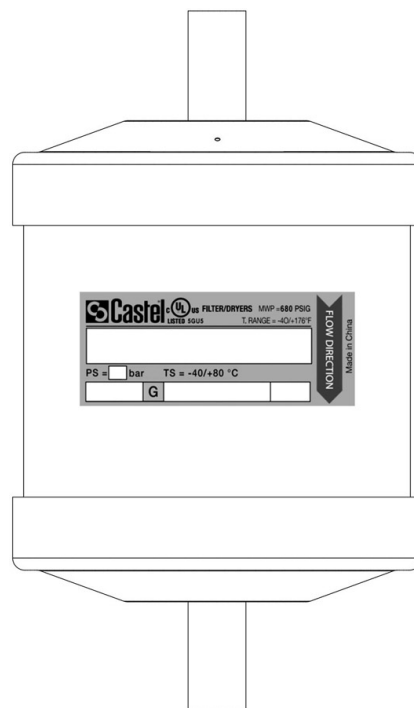 Castel c UL us FILTER/DRYERS MWP =680 PSIG
LISTED SGUS T. RANGE = -40/+176°F
PS = bar TS = -40/+80 °C
G
FLOW DIRECTION
Made in China